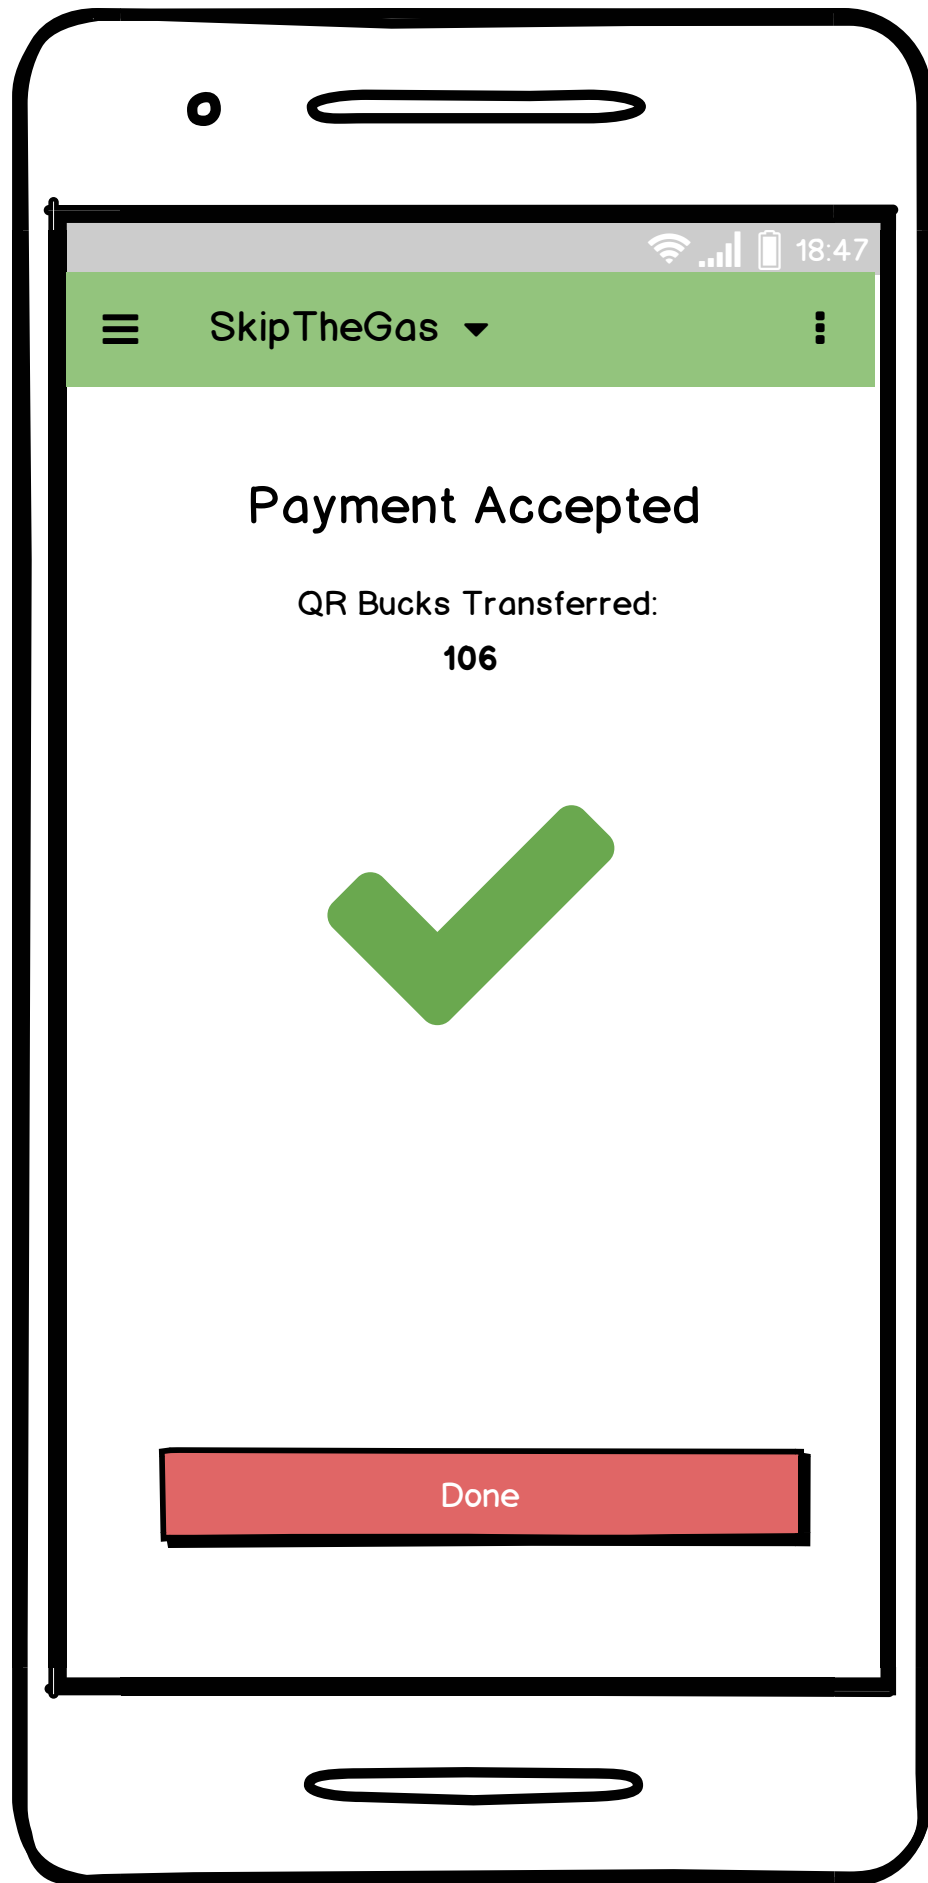 18:47
SkipTheGas
Payment Accepted
QR Bucks Transferred:
106
Done